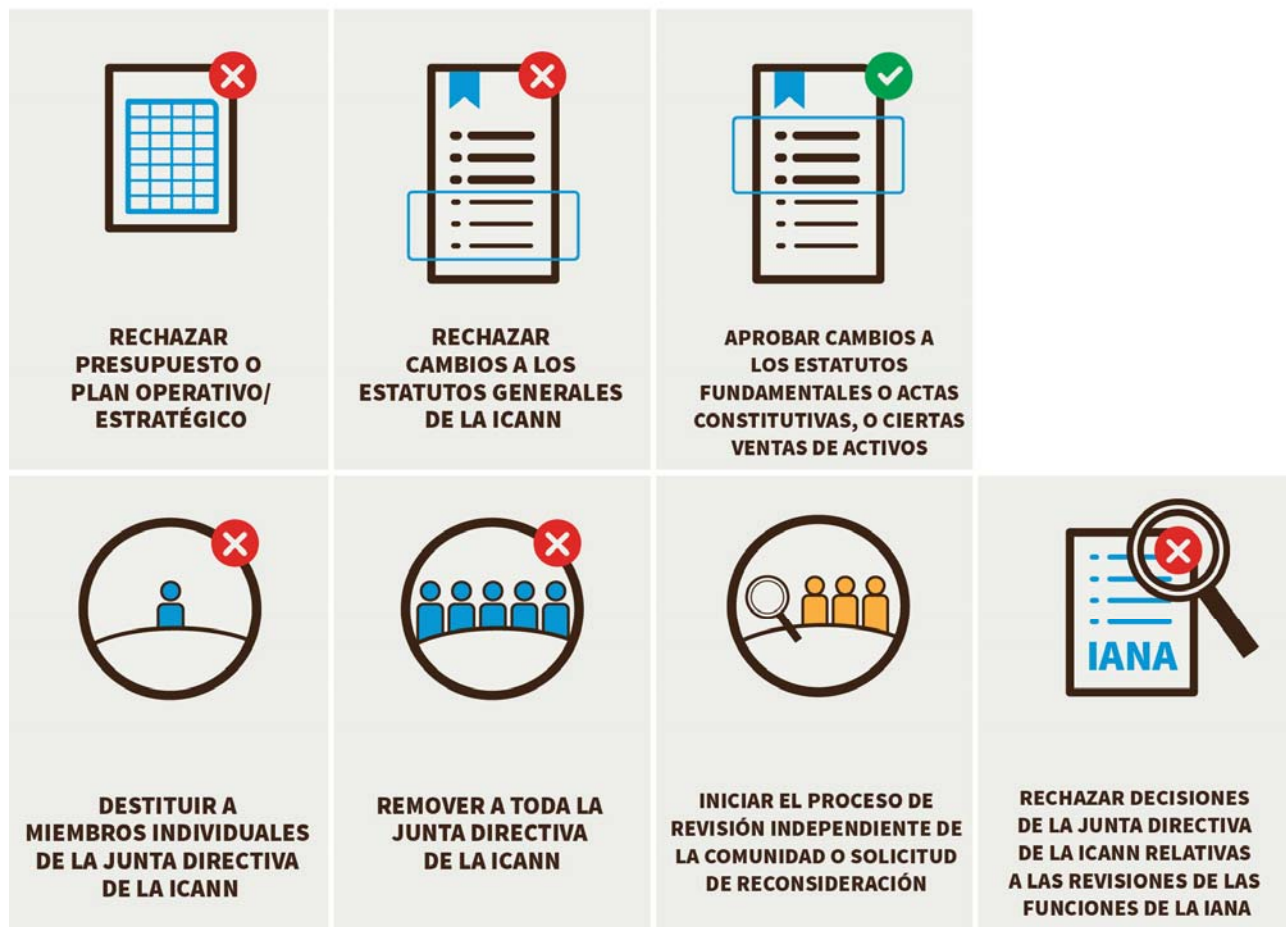 RECHAZAR
PRESUPUESTO O
PLAN OPERATIVO/
ESTRATÉGICO
RECHAZAR
CAMBIOS A LOS
ESTATUTOS GENERALES
DE LA ICANN
APROBAR CAMBIOS A
LOS ESTATUTOS
FUNDAMENTALES O ACTAS
CONSTITUTIVAS, O CIERTAS
VENTAS DE ACTIVOS
DESTITUIR A
MIEMBROS INDIVIDUALES
DE LA JUNTA DIRECTIVA
DE LA ICANN
REMOVER A TODA LA
JUNTA DIRECTIVA
DE LA ICANN
INICIAR EL PROCESO DE
REVISIÓN INDEPENDIENTE DE
LA COMUNIDAD O SOLICITUD
DE RECONSIDERACIÓN
IANA
RECHAZAR DECISIONES
DE LA JUNTA DIRECTIVA
DE LA ICANN RELATIVAS
A LAS REVISIONES DE LAS
FUNCIONES DE LA IANA